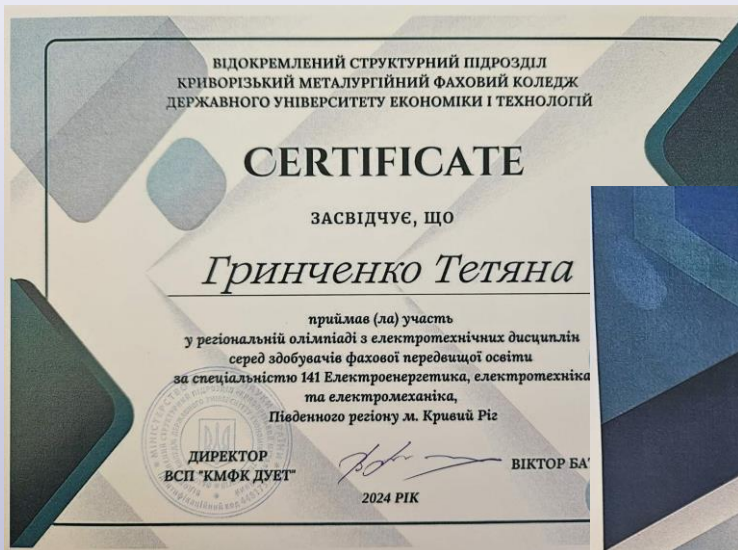 ВІДОКРЕМЛЕНИЙ СТРУКТУРНИЙ ПІДРОЗДІЛ
КРИВОРІЗЬКИЙ МЕТАЛУРГІЙНИЙ ФАХОВИЙ КОЛЕДЖ
ДЕРЖАВНОГО УНІВЕРСИТЕТУ ЕКОНОМІКИ І ТЕХНОЛОГІЙ
CERTIFICATE
ЗАСВІДЧУЄ, ЩО
Гринченко Тетяна
приймав (ла) участь
у регіональній олімпіаді з електротехнічних дисциплін
серед здобувачів фахової передвищої освіти
за спеціальністю 141 Електроенергетика, електротехніка
та електромеханіка,
Південного регіону м. Кривий Ріг
ДИРЕКТОР
ВСП "КМФК ДУЕТ"
ВІКТОР
2024 РІК